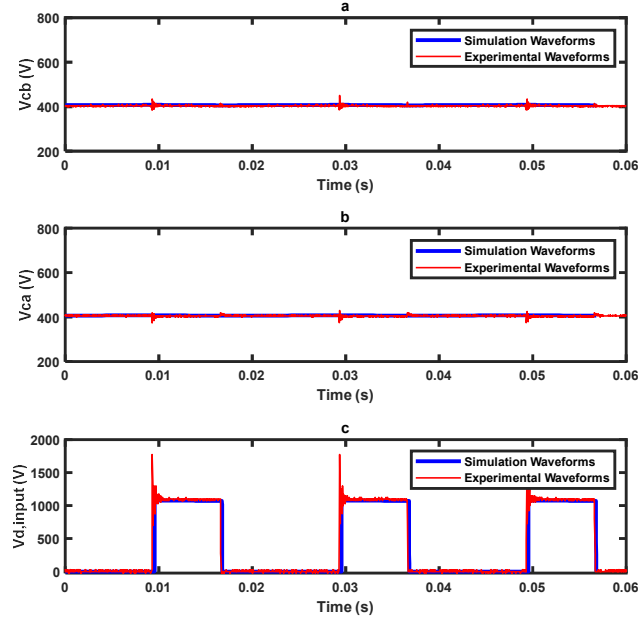 a
800
600
400
200
Vcb (V)
Simulation Waveforms
Experimental Waveforms
0 0.01 0.02 0.03 0.04 0.05 0.06
Time (s)
b
800
600
400
200
Vca (V)
Simulation Waveforms
Experimental Waveforms
0 0.01 0.02 0.03 0.04 0.05 0.06
Time (s)
c
2000
1500
1000
500
0
Vd,input (V)
Simulation Waveforms
Experimental Waveforms
0 0.01 0.02 0.03 0.04 0.05 0.06
Time (s)